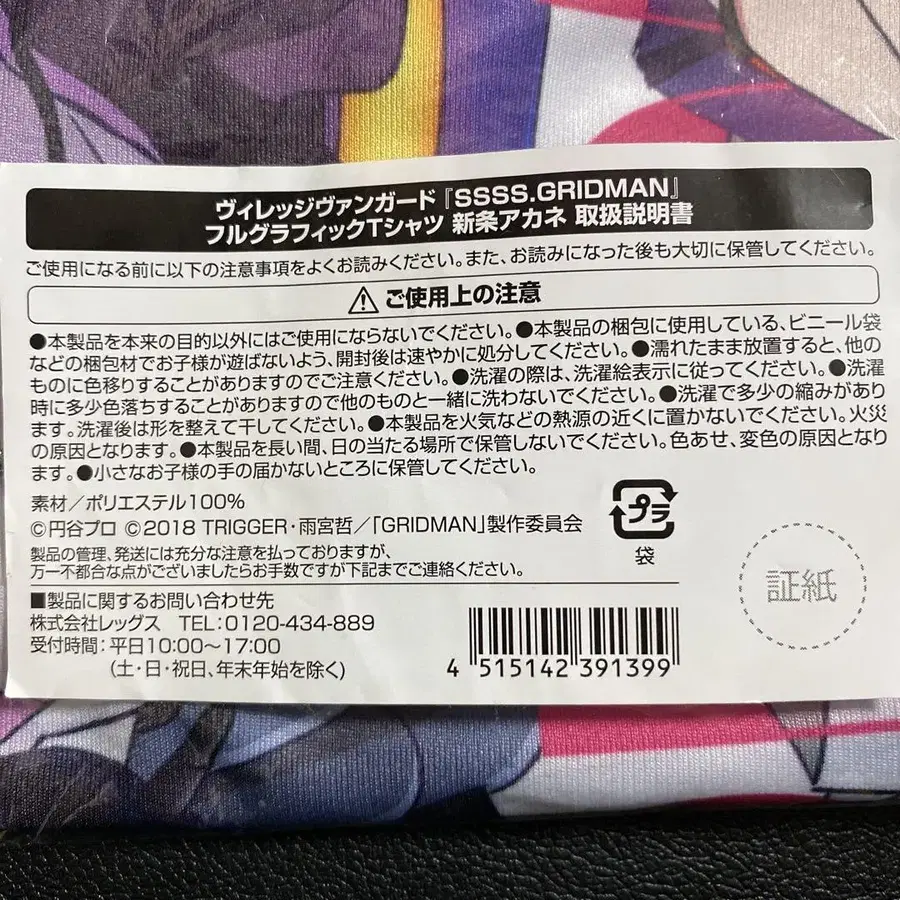 ヴィレッジヴァンガード『SSSS.GRIDMAN』
フルグラフィックTシャツ 新条アカネ 取扱説明書
ご使用になる前に以下の注意事項をよくお読みください。また、お読みになった後も大切に保管してください。
ご使用上の注意
●本製品を本来の目的以外にはご使用にならないでください。●本製品の梱包に使用している、ビニール袋
などの梱包材でお子様が遊ばないよう、開封後は速やかに処分してください。●濡れたまま放置すると、他の
ものに色移りすることがありますのでご注意ください。●洗濯の際は、洗濯絵表示に従ってください。●洗濯
時に多少色落ちすることがありますので他のものと一緒に洗わないでください。●洗濯で多少の縮みがあり
ます。洗濯後は形を整えて干してください。●本製品を火気などの熱源の近くに置かないでください。火災
の原因となります。●本製品を長い間、日の当たる場所で保管しないでください。色あせ、変色の原因となり
ます。●小さなお子様の手の届かないところに保管してください。
素材/ポリエステル100%
©円谷プロ ©2018 TRIGGER・雨宮哲/「GRIDMAN」製作委員会
プラ
袋
製品の管理、発送には充分な注意を払っておりますが、
万一不都合な点がございましたらお手数ですが下記までご連絡ください。
証紙
■製品に関するお問い合わせ先
株式会社レッグス TEL:0120-434-889
受付時間:平日10:00〜17:00
(土・日・祝日、年末年始を除く)
4 515142 391399